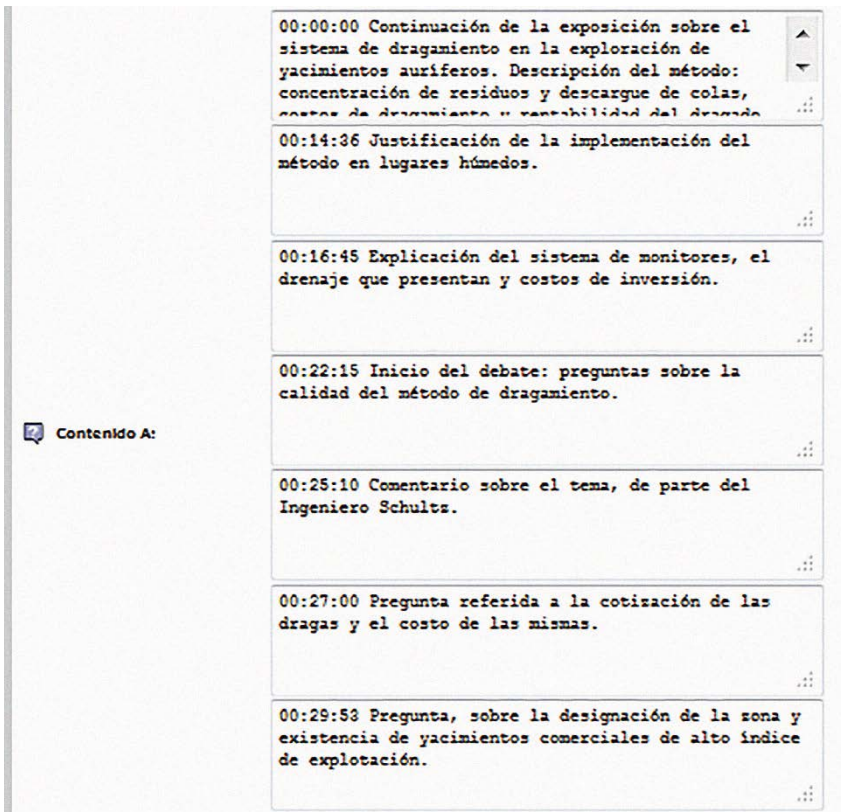 00:00:00 Continuación de la exposición sobre el
sistema de dragamiento en la exploración de
yacimientos auríferos. Descripción del método:
concentración de residuos y descargue de colas,
costos de dragamiento y rentabilidad del dragado
00:14:36 Justificación de la implementación del
método en lugares húmedos.
00:16:45 Explicación del sistema de monitores, el
drenaje que presentan y costos de inversión.
00:22:15 Inicio del debate: preguntas sobre la
calidad del método de dragamiento.
Contenido A:
00:25:10 Comentario sobre el tema, de parte del
Ingeniero Schults.
00:27:00 Pregunta referida a la cotización de las
dragas y el costo de las mismas.
00:29:53 Pregunta, sobre la designación de la zona y
existencia de yacimientos comerciales de alto índice
de explotación.